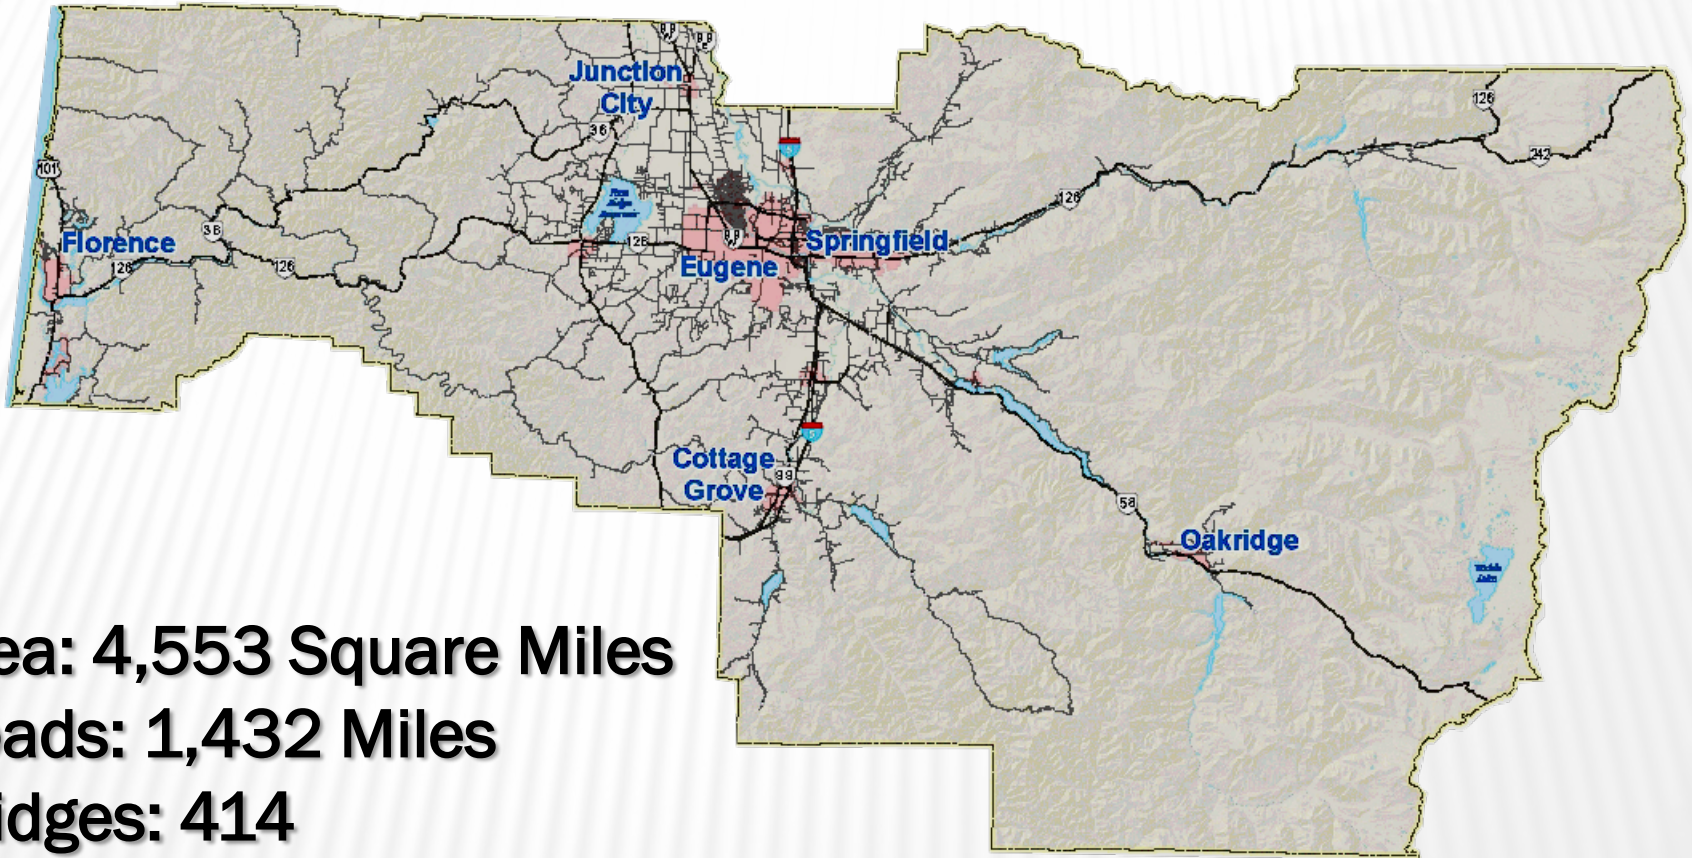 Junction
City
36
101
126
242
5
126
Florence
36
126
126
126
Springfield
Eugene
Cottage
Grove
99
5
58
Oakridge
ea: 4,553 Square Miles
oads: 1,432 Miles
idges: 414